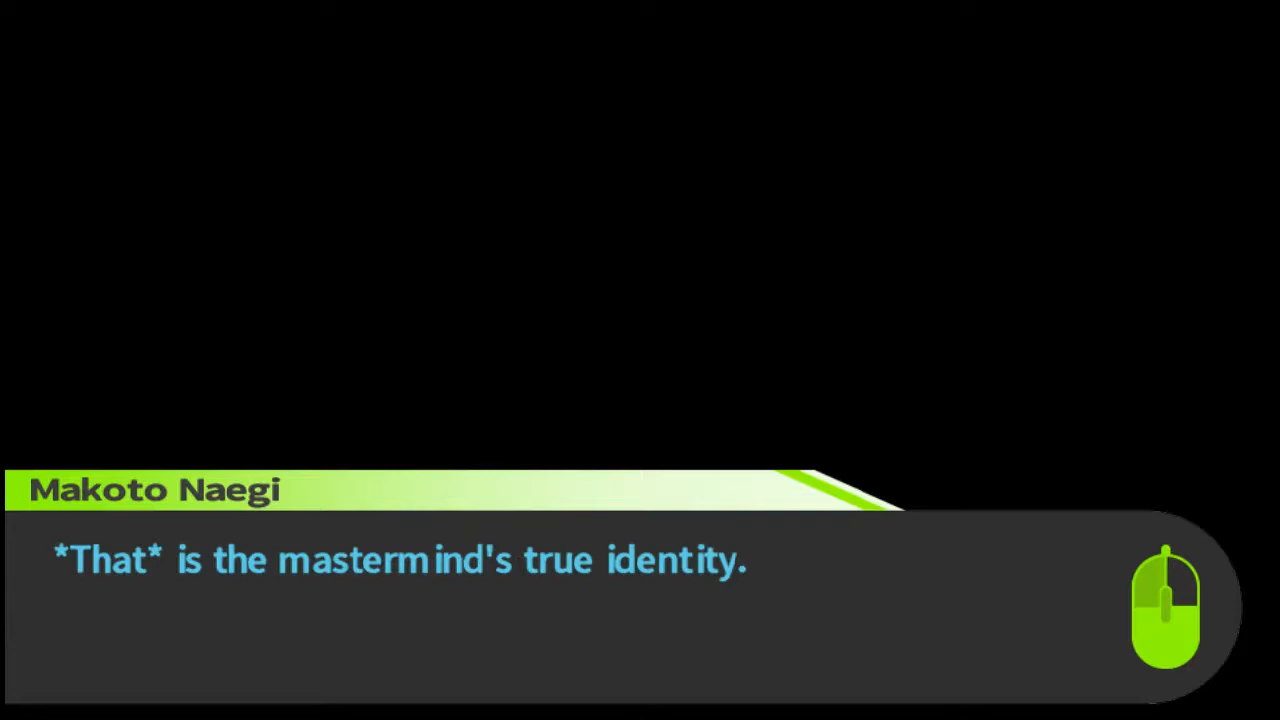 Makoto Naegi
*That* is the mastermind's true identity.